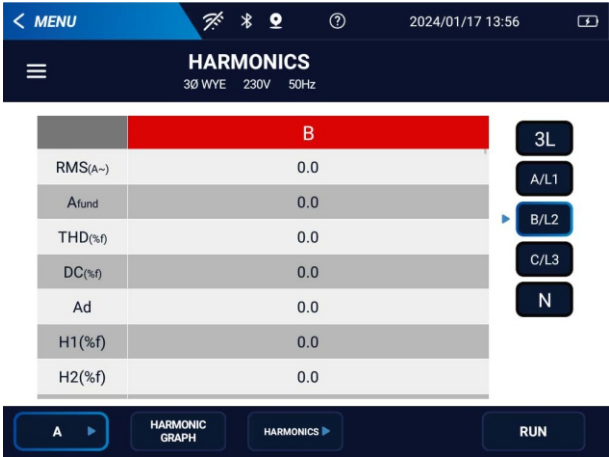 MENU
2024/01/17 13:56
HARMONICS
3Ø WYE 230V 50Hz
B
RMS(A~) 0.0
Afund 0.0
THD(%f) 0.0
DC(%f) 0.0
Ad 0.0
H1(%f) 0.0
H2(%f) 0.0
3L
A/L1
B/L2
C/L3
N
A
HARMONIC
GRAPH
HARMONICS
RUN